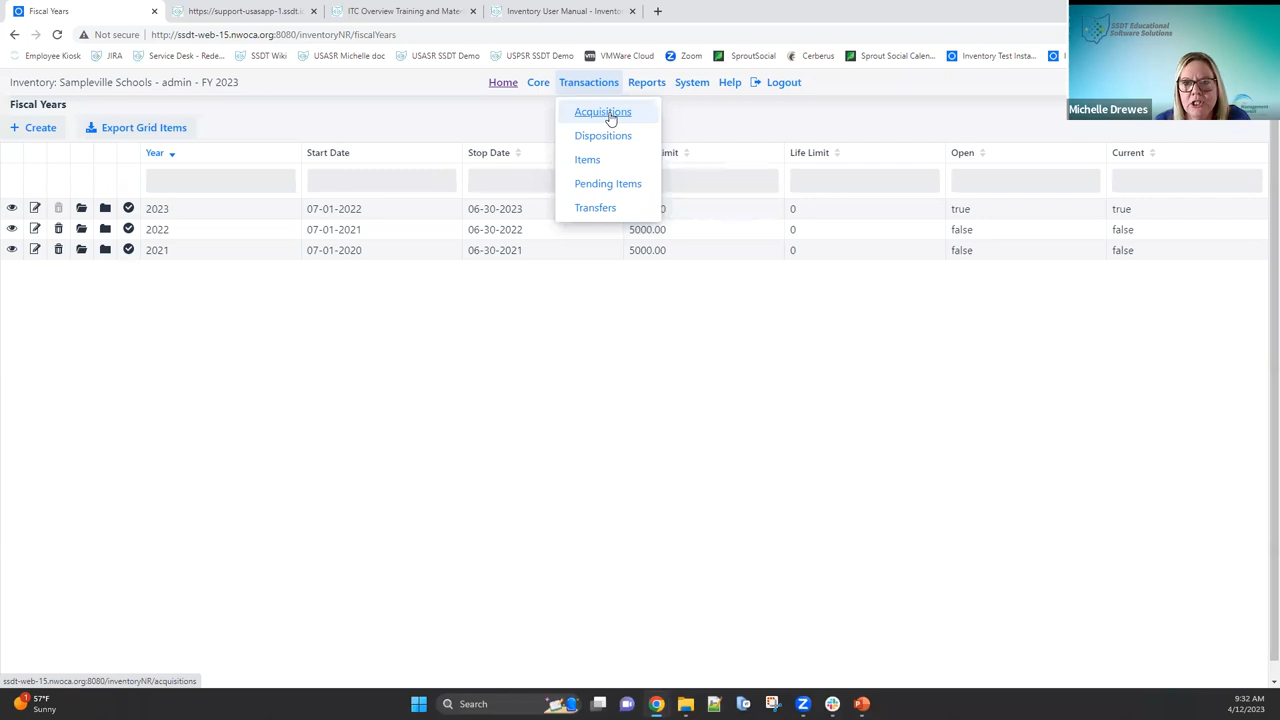 Fiscal Years
https://support-usasapp-1.ssdt.i
ITC Overview Training and Mater
Inventory User Manual - Inventor
Not secure
http://ssdt-web-15.nwoca.org:8080/inventoryNR/fiscalYears
Employee Kiosk
JIRA
Service Desk - Rede...
SSDT Wiki
USASR Michelle doc
USASR SSDT Demo
USPSR SSDT Demo
VMWare Cloud
Zoom
SproutSocial
Cerberus
Sprout Social Calen...
Inventory Test Insta...
SSDT Educational
Software Solutions
Michelle Drewes
Inventory: Sampleville Schools - admin - FY 2023
Home Core Transactions Reports System Help Logout
Fiscal Years
Create Export Grid Items
Acquisitions
Dispositions
Items
Pending Items
Transfers
Year Start Date Stop Date Life Limit Open Current
2023 07-01-2022 06-30-2023 0 true true
2022 07-01-2021 06-30-2022 5000.00 0 false false
2021 07-01-2020 06-30-2021 5000.00 0 false false
ssdt-web-15.nwoca.org:8080/inventoryNR/acquisitions
1
57°F
Sunny
Search
9:32 AM
4/12/2023